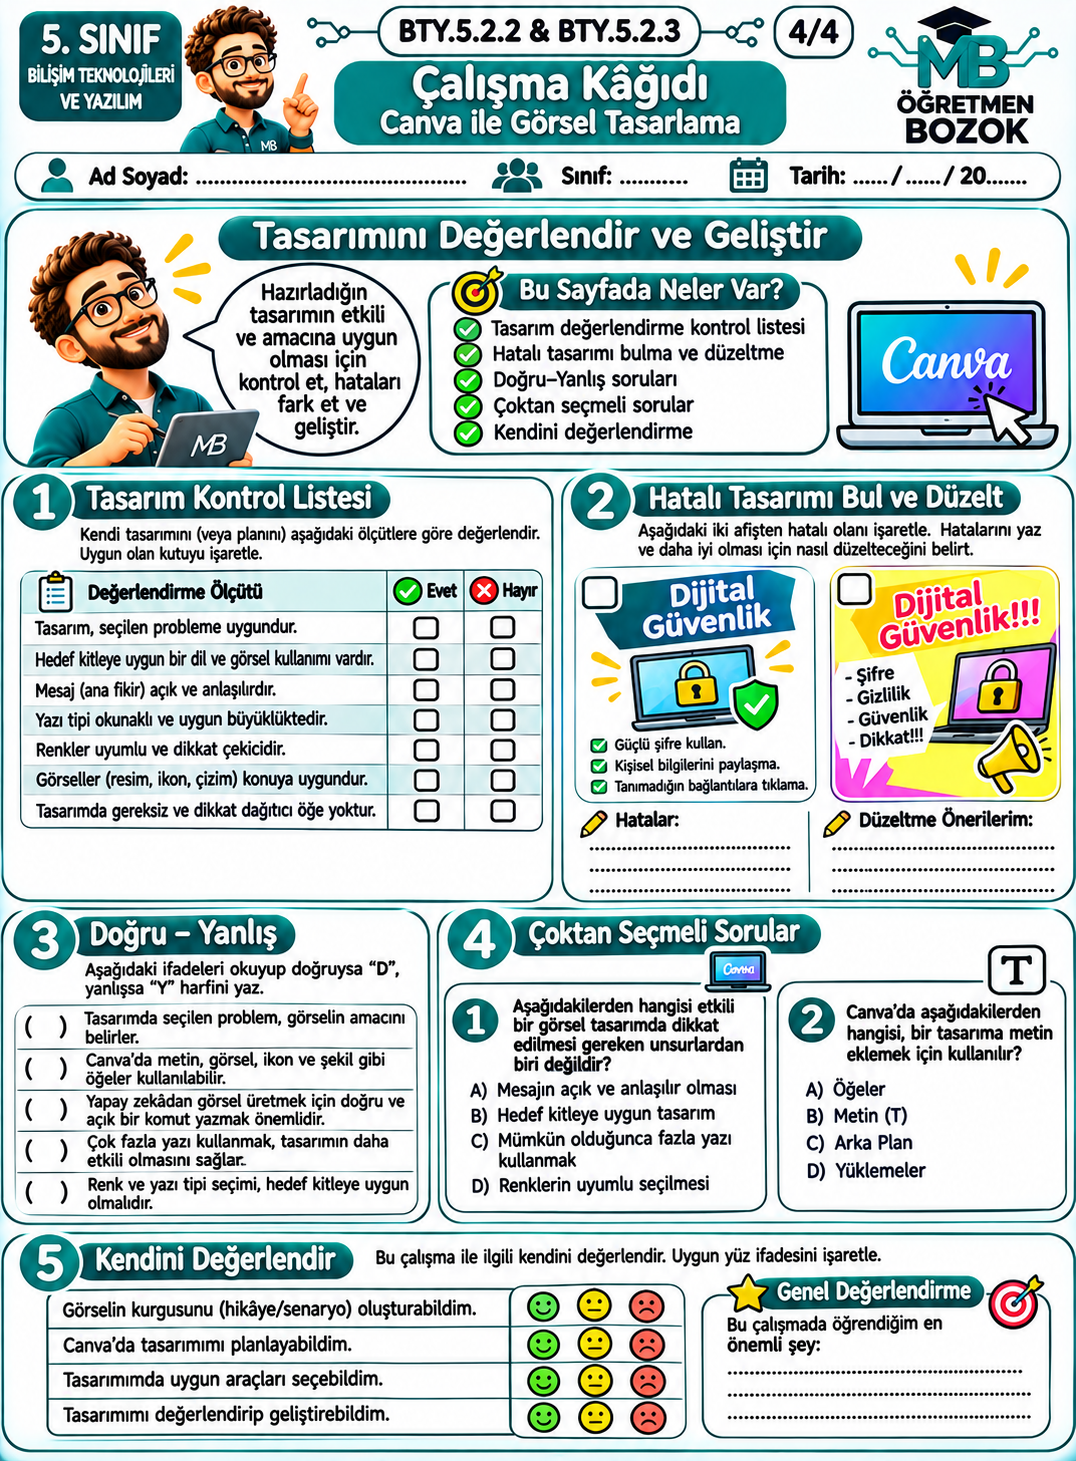 5. SINIF
BİLİŞİM TEKNOLOJİLERİ
VE YAZILIM
BTY.5.2.2 & BTY.5.2.3
4/4
Çalışma Kâğıdı
Canva ile Görsel Tasarlama
MB
MB
ÖĞRETMEN
BOZOK
Ad Soyad: ..............................................
Sınıf: ...........
Tarih: ...... / ...... / 20.......
Tasarımını Değerlendir ve Geliştir
Hazırladığın
tasarımın etkili
ve amacına uygun
olması için
kontrol et, hataları
fark et ve
geliştir.
MB
Bu Sayfada Neler Var?
Tasarım değerlendirme kontrol listesi
Hatalı tasarımı bulma ve düzeltme
Doğru–Yanlış soruları
Çoktan seçmeli sorular
Kendini değerlendirme
Canva
1 Tasarım Kontrol Listesi
Kendi tasarımını (veya planını) aşağıdaki ölçütlere göre değerlendir.
Uygun olan kutuyu işaretle.
Değerlendirme Ölçütü Evet Hayır
Tasarım, seçilen probleme uygundur.
Hedef kitleye uygun bir dil ve görsel kullanımı vardır.
Mesaj (ana fikir) açık ve anlaşılırdır.
Yazı tipi okunaklı ve uygun büyüklüktedir.
Renkler uyumlu ve dikkat çekicidir.
Görseller (resim, ikon, çizim) konuya uygundur.
Tasarımda gereksiz ve dikkat dağıtıcı öğe yoktur.
2 Hatalı Tasarımı Bul ve Düzelt
Aşağıdaki iki afişten hatalı olanı işaretle. Hatalarını yaz
ve daha iyi olması için nasıl düzelteceğini belirt.
Dijital
Güvenlik
Güçlü şifre kullan.
Kişisel bilgilerini paylaşma.
Tanımadığın bağlantılara tıklama.
Dijital
Güvenlik!!!
- Şifre
- Gizlilik
- Güvenlik
- Dikkat!!!
Hatalar:
Düzeltme Önerilerim:
3 Doğru – Yanlış
Aşağıdaki ifadeleri okuyup doğruysa “D”,
yanlışsa “Y” harfini yaz.
( ) Tasarımda seçilen problem, görselin amacını
belirler.
( ) Canva’da metin, görsel, ikon ve şekil gibi
öğeler kullanılabilir.
( ) Yapay zekâdan görsel üretmek için doğru ve
açık bir komut yazmak önemlidir.
( ) Çok fazla yazı kullanmak, tasarımın daha
etkili olmasını sağlar.
( ) Renk ve yazı tipi seçimi, hedef kitleye uygun
olmalıdır.
4 Çoktan Seçmeli Sorular
Canva
T
1 Aşağıdakilerden hangisi etkili
bir görsel tasarımda dikkat
edilmesi gereken unsurlardan
biri değildir?
A) Mesajın açık ve anlaşılır olması
B) Hedef kitleye uygun tasarım
C) Mümkün olduğunca fazla yazı
kullanmak
D) Renklerin uyumlu seçilmesi
2 Canva’da aşağıdakilerden
hangisi, bir tasarıma metin
eklemek için kullanılır?
A) Öğeler
B) Metin (T)
C) Arka Plan
D) Yüklemeler
5 Kendini Değerlendir
Bu çalışma ile ilgili kendini değerlendir. Uygun yüz ifadesini işaretle.
Görselin kurgusunu (hikâye/senaryo) oluşturabildim.
Canva’da tasarımımı planlayabildim.
Tasarımımda uygun araçları seçebildim.
Tasarımımı değerlendirip geliştirebildim.
Genel Değerlendirme
Bu çalışmada öğrendiğim en
önemli şey: